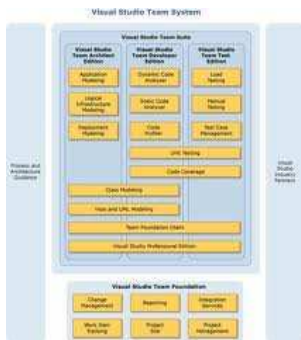 Visual Studio Team System
Visual Studio Team Suite
Visual Studio
Team Architect
Edition
Visual Studio
Team Developer
Edition
Visual Studio
Team Test
Edition
Application
Modeling
Dynamic Code
Analyzer
Load
Testing
Logical
Infrastructure
Modeling
Static Code
Analyzer
Manual
Testing
Deployment
Modeling
Code
Profiler
Test Case
Management
Unit Testing
Code Coverage
Class Modeling
Visio and UML Modeling
Team Foundation Client
Visual Studio Professional Edition
Process and
Architecture
Guidance
Visual
Studio
Industry
Partners
Visual Studio Team Foundation
Change
Management
Reporting
Integration
Services
Work Item
Tracking
Project
Site
Project
Management